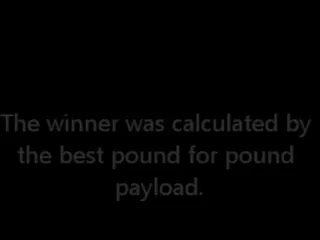 The winner was calculated by
the best pound for pound
payload.